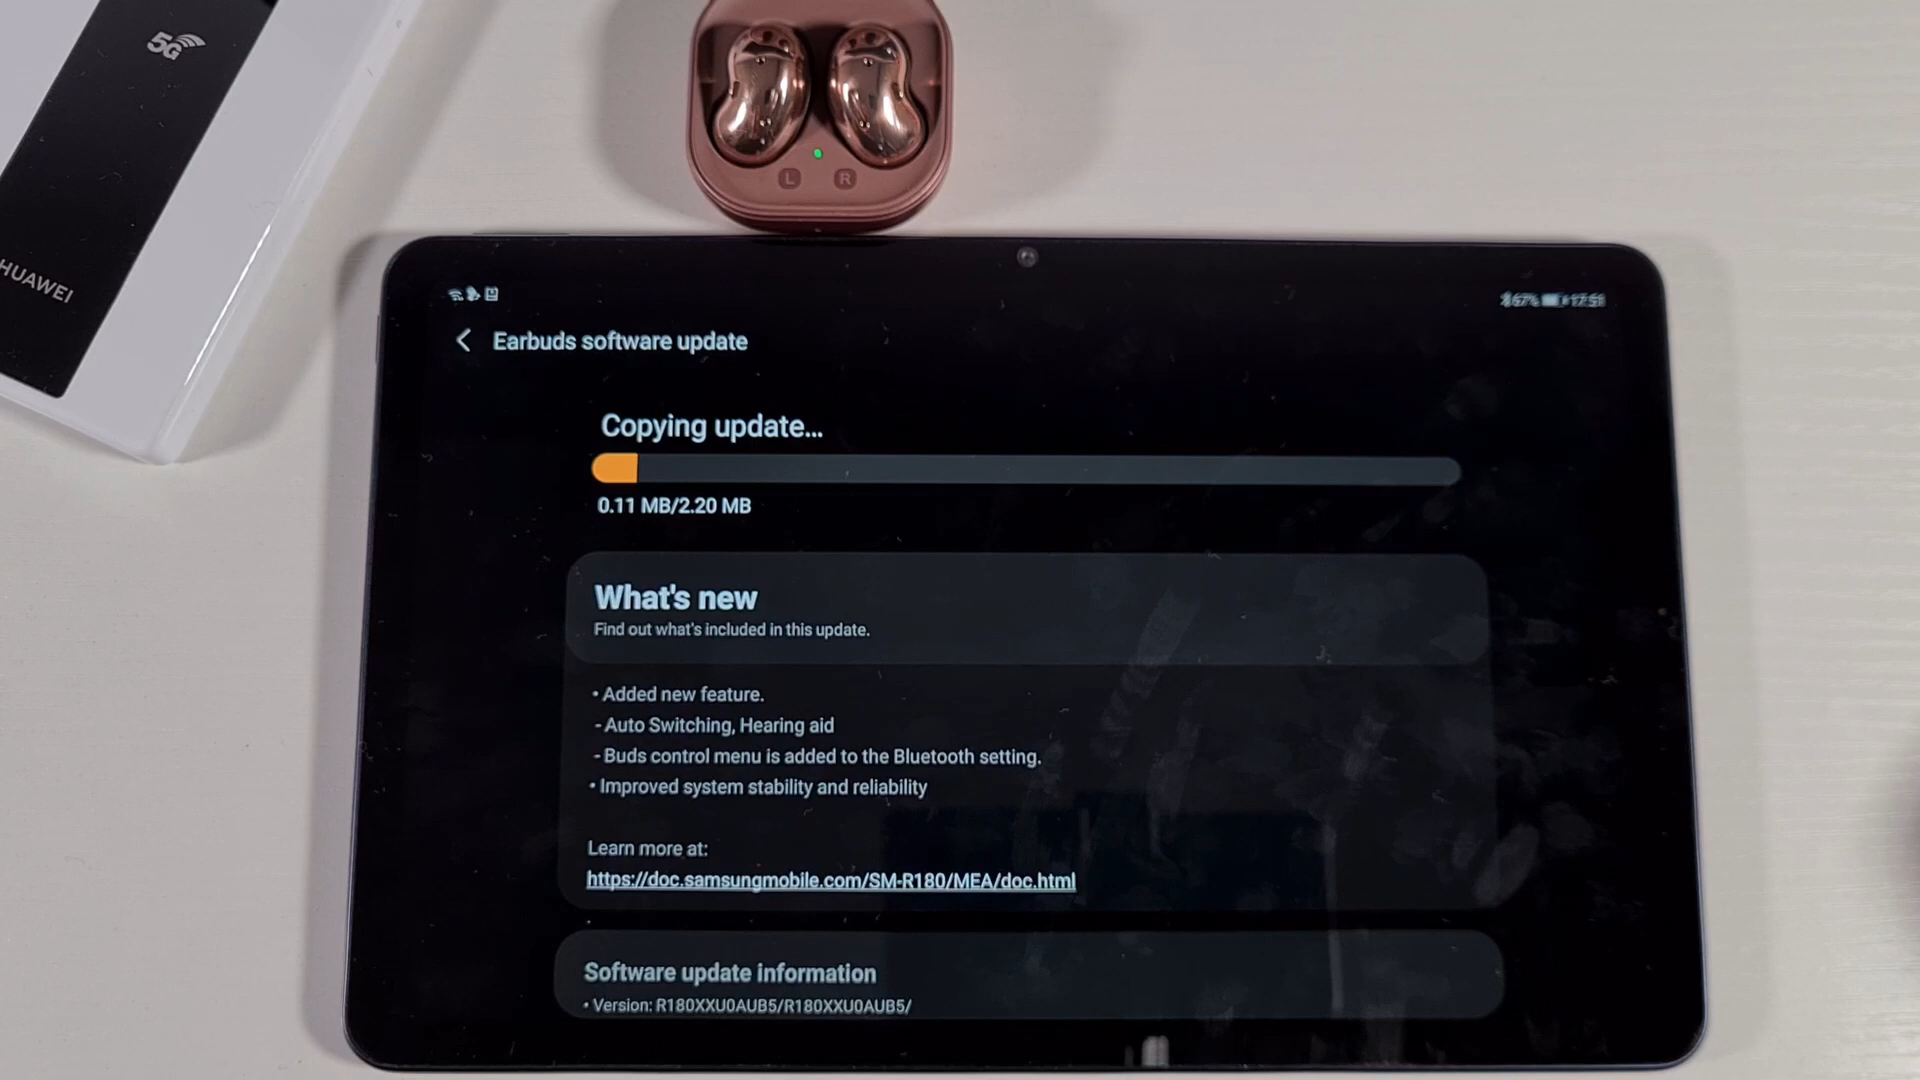 5G
HUAWEI
L R
67% 17:51
Earbuds software update
Copying update...
0.11 MB/2.20 MB
What's new
Find out what's included in this update.
• Added new feature.
- Auto Switching, Hearing aid
- Buds control menu is added to the Bluetooth setting.
• Improved system stability and reliability
Learn more at:
https://doc.samsungmobile.com/SM-R180/MEA/doc.html
Software update information
• Version: R180XXU0AUB5/R180XXU0AUB5/